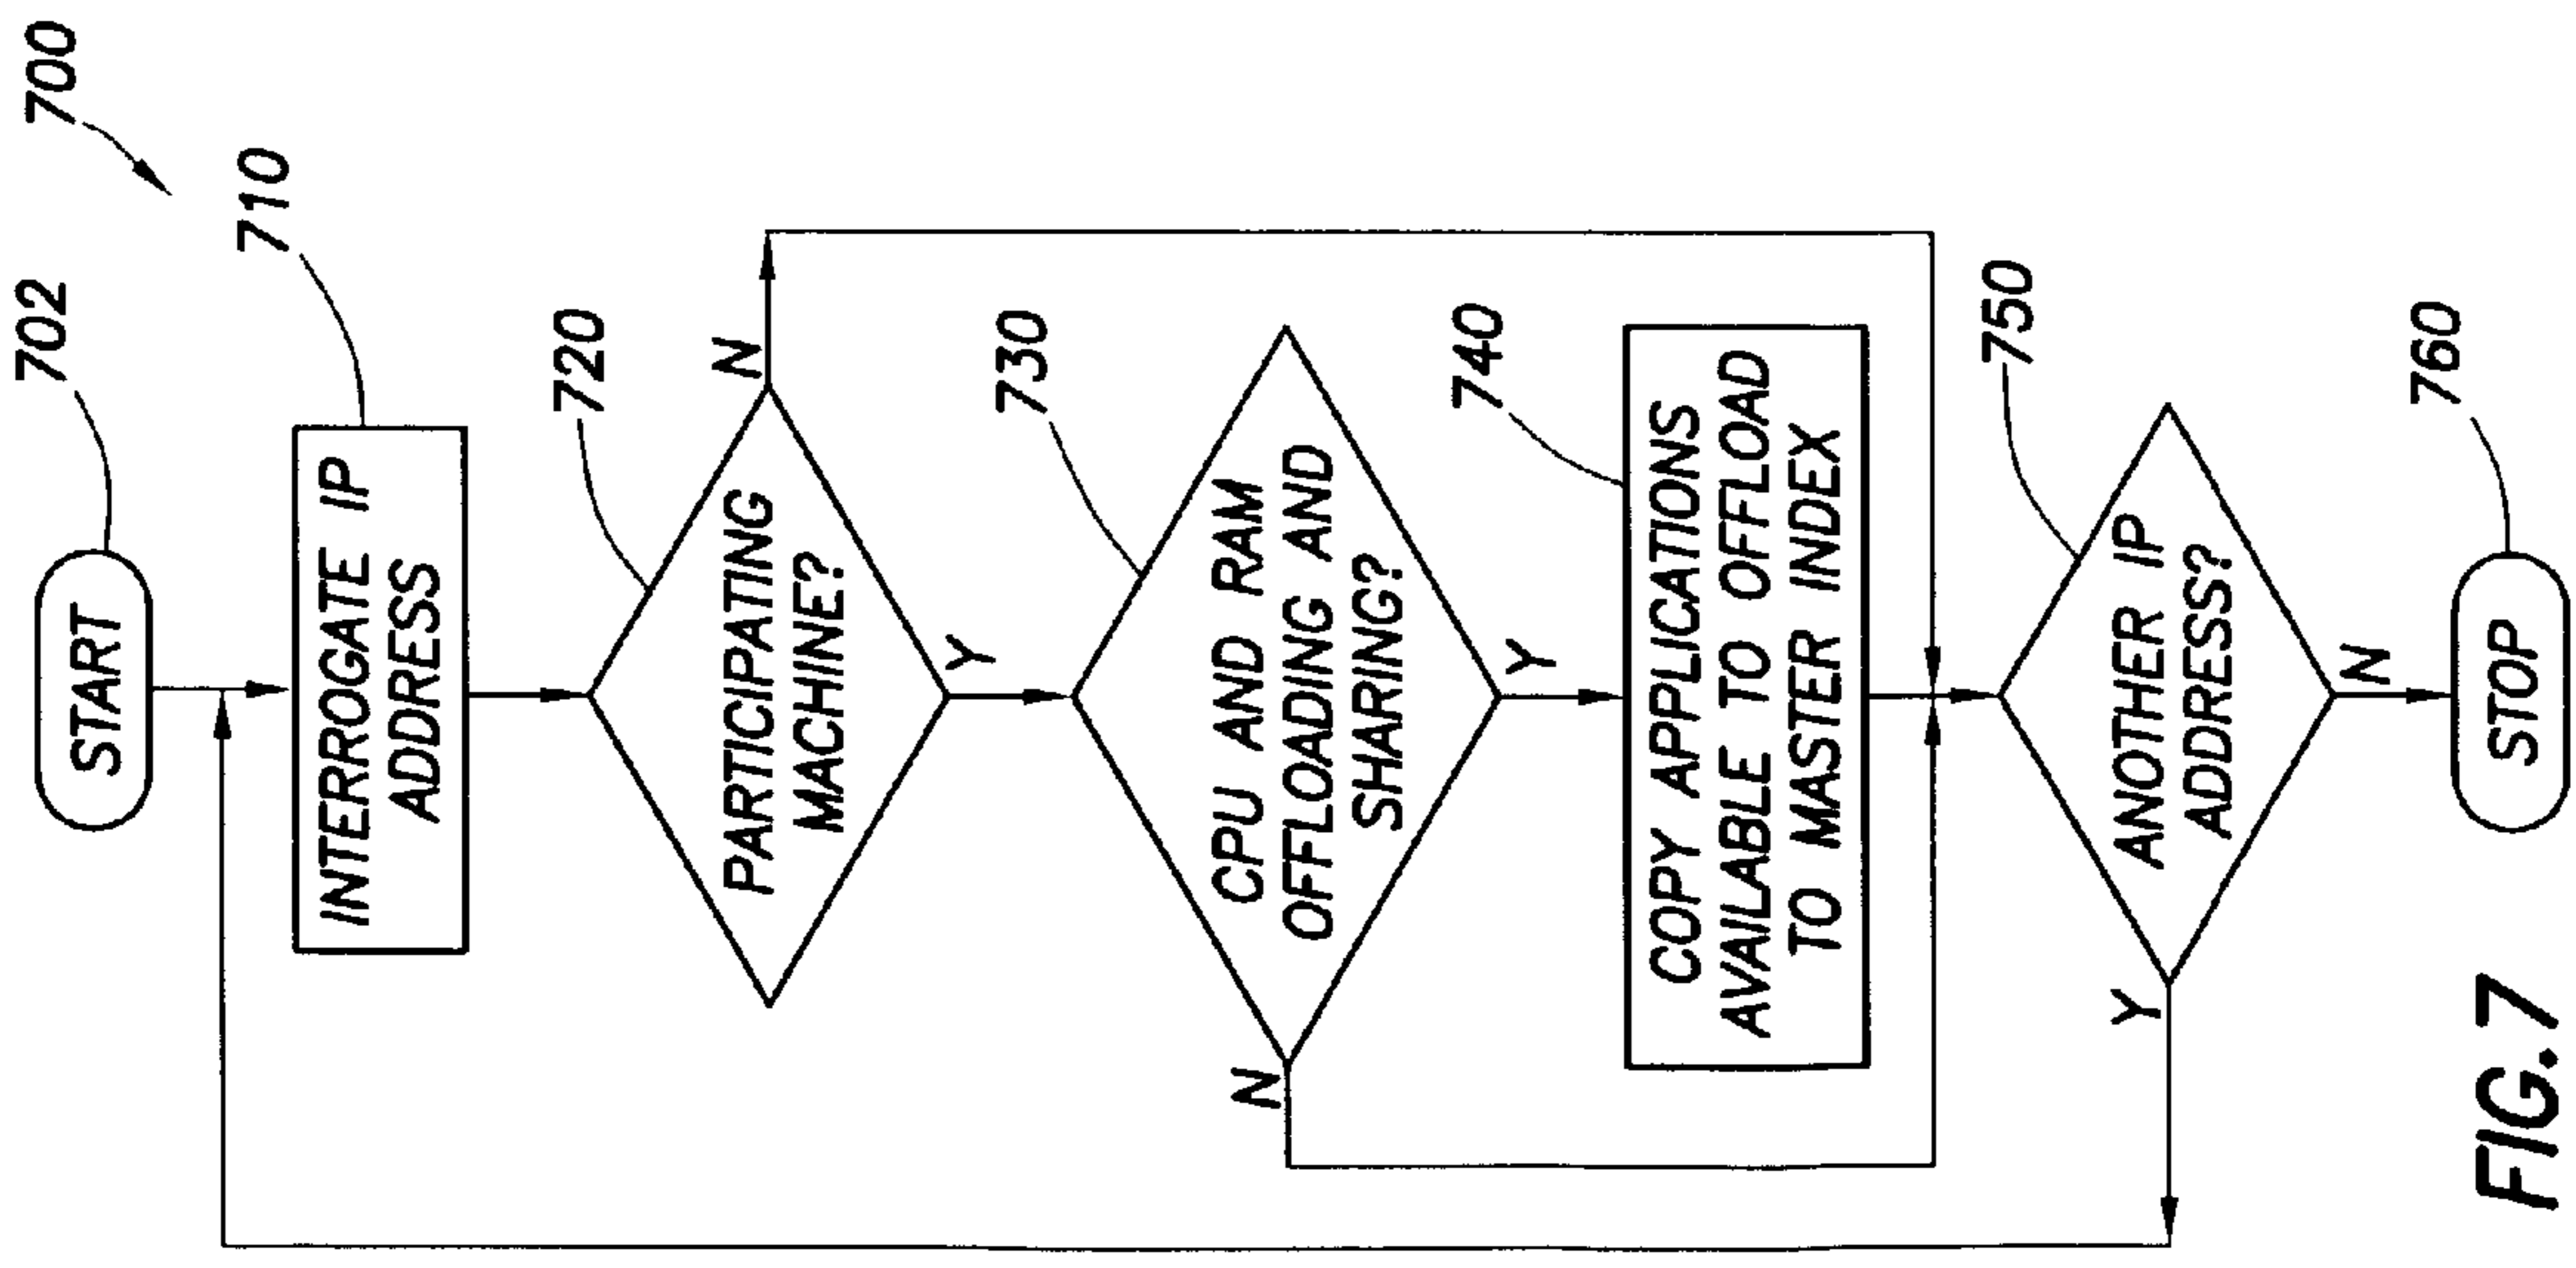 700
702
START
710
INTERROGATE IP
ADDRESS
720
PARTICIPATING
MACHINE?
N
Y
730
CPU AND RAM
OFFLOADING AND
SHARING?
N
Y
740
COPY APPLICATIONS
AVAILABLE TO OFFLOAD
TO MASTER INDEX
750
ANOTHER IP
ADDRESS?
Y
N
760
STOP
FIG.7